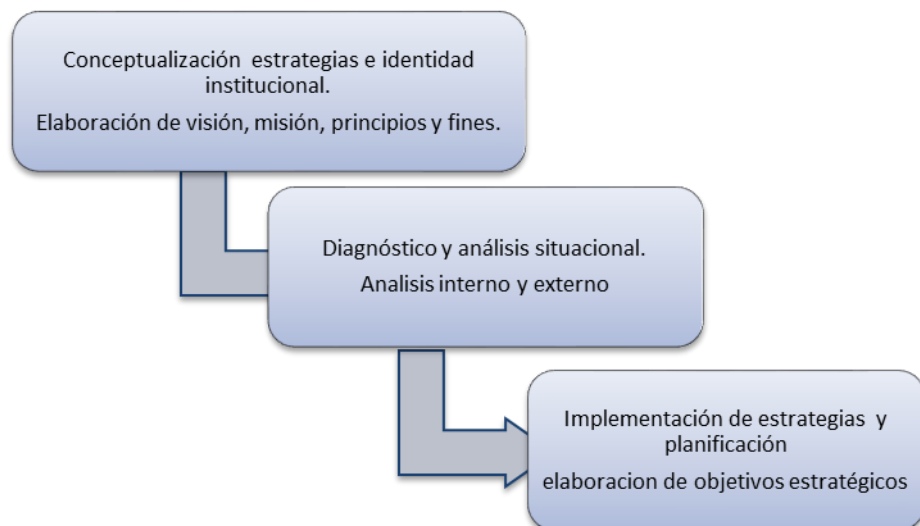 Conceptualización estrategias e identidad
institucional.
Elaboración de visión, misión, principios y fines.
Diagnóstico y análisis situacional.
Analisis interno y externo
Implementación de estrategias y
planificación
elaboracion de objetivos estratégicos